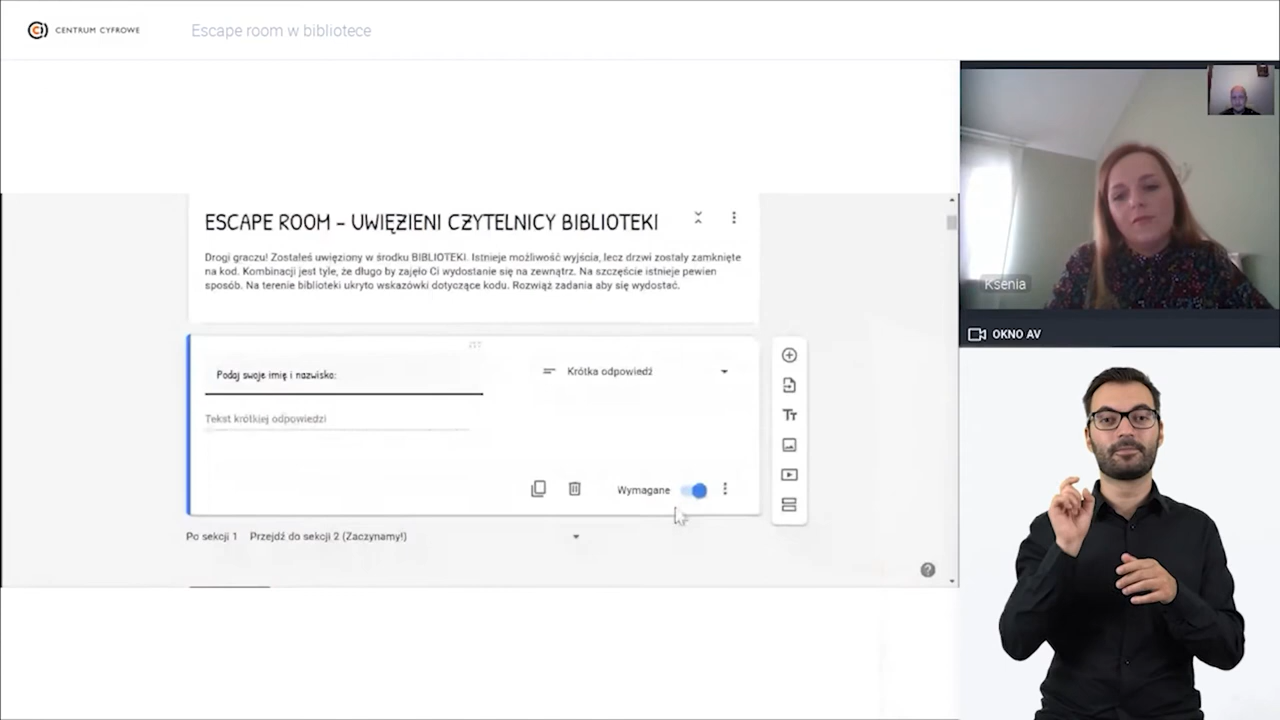 CENTRUM CYFROWE
Escape room w bibliotece
ESCAPE ROOM – UWIĘZIENI CZYTELNICY BIBLIOTEKI
Drogi graczu! Zostałeś uwięziony w środku BIBLIOTEKI. Istnieje możliwość wyjścia, lecz drzwi zostały zamknięte
na kod. Kombinacji jest tyle, że długo by zajęło Ci wydostanie się na zewnątrz. Na szczęście istnieje pewien
sposób. Na terenie biblioteki ukryto wskazówki dotyczące kodu. Rozwiąż zadania aby się wydostać.
Podaj swoje imię i nazwisko:
Krótka odpowiedź
Tekst krótkiej odpowiedzi
Wymagane
Po sekcji 1 Przejdź do sekcji 2 (Zaczynamy!)
Ksenia
OKNO AV